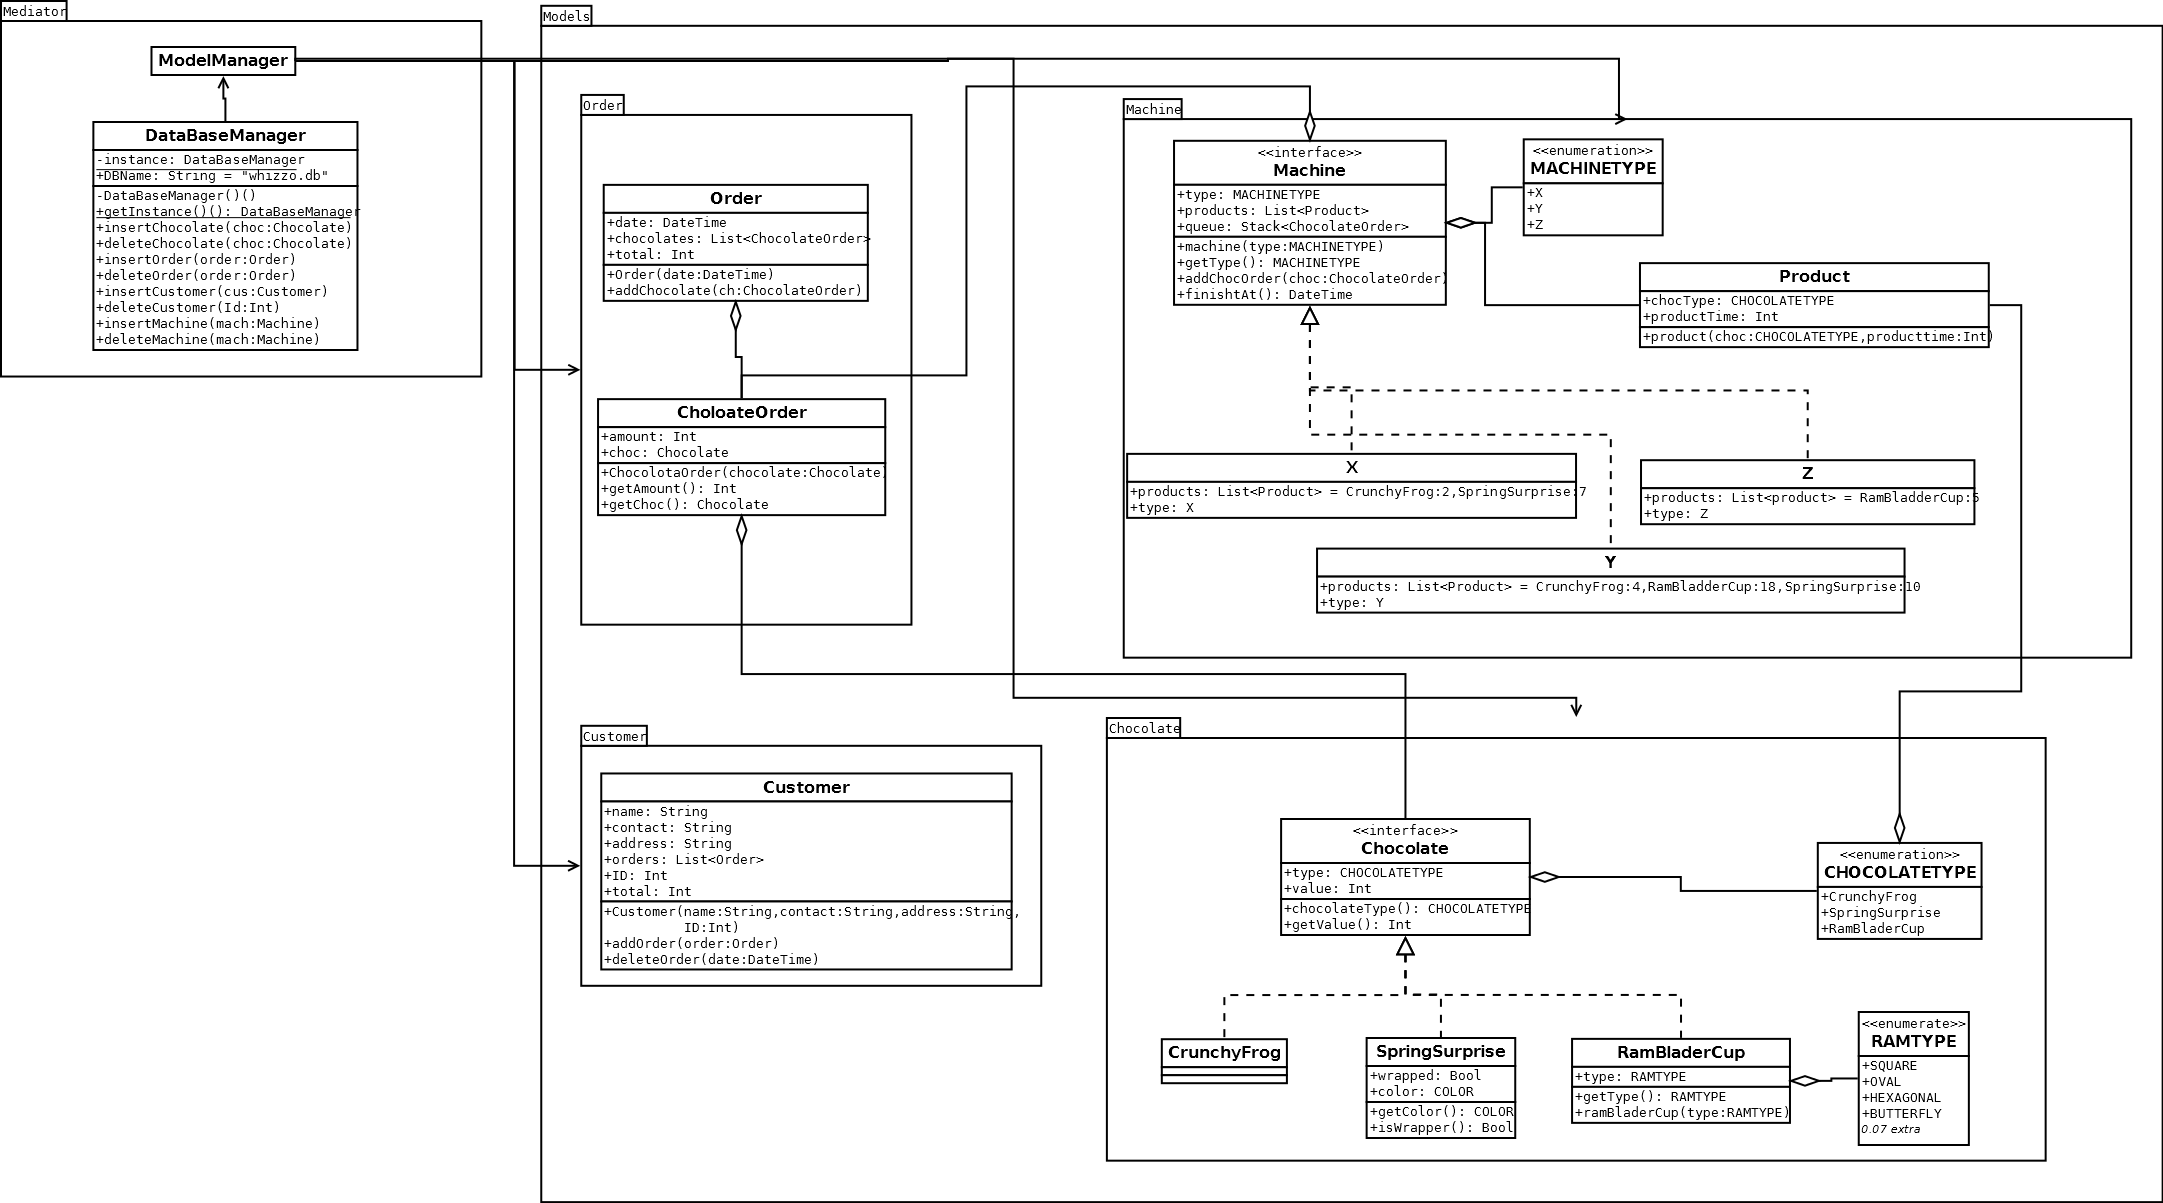 Mediator
ModelManager
DataBaseManager
-instance: DataBaseManager
+DBName: String = "whizzo.db"
-DataBaseManager()()
+getInstance()(): DataBaseManager
+insertChocolate(choc:Chocolate)
+deleteChocolate(choc:Chocolate)
+insertOrder(order:Order)
+deleteOrder(order:Order)
+insertCustomer(cus:Customer)
+deleteCustomer(Id:Int)
+insertMachine(mach:Machine)
+deleteMachine(mach:Machine)
Models
Order
Order
+date: DateTime
+chocolates: List<ChocolateOrder>
+total: Int
+Order(date:DateTime)
+addChocolate(ch:ChocolateOrder)
CholoateOrder
+amount: Int
+choc: Chocolate
+ChocolotaOrder(chocolate:Chocolate)
+getAmount(): Int
+getChoc(): Chocolate
Machine
<<interface>>
Machine
+type: MACHINETYPE
+products: List<Product>
+queue: Stack<ChocolateOrder>
+machine(type:MACHINETYPE)
+getType(): MACHINETYPE
+addChocOrder(choc:ChocolateOrder)
+finishtAt(): DateTime
<<enumeration>>
MACHINETYPE
+X
+Y
+Z
Product
+chocType: CHOCOLATETYPE
+productTime: Int
+product(choc:CHOCOLATETYPE,producttime:Int)
X
+products: List<Product> = CrunchyFrog:2,SpringSurprise:7
+type: X
Z
+products: List<product> = RamBladderCup:5
+type: Z
Y
+products: List<Product> = CrunchyFrog:4,RamBladderCup:18,SpringSurprise:10
+type: Y
Customer
Customer
+name: String
+contact: String
+address: String
+orders: List<Order>
+ID: Int
+total: Int
+Customer(name:String,contact:String,address:String,
ID:Int)
+addOrder(order:Order)
+deleteOrder(date:DateTime)
Chocolate
<<interface>>
Chocolate
+type: CHOCOLATETYPE
+value: Int
+chocolateType(): CHOCOLATETYPE
+getValue(): Int
<<enumeration>>
CHOCOLATETYPE
+CrunchyFrog
+SpringSurprise
+RamBladerCup
CrunchyFrog
SpringSurprise
+wrapped: Bool
+color: COLOR
+getColor(): COLOR
+isWrapper(): Bool
RamBladerCup
+type: RAMTYPE
+getType(): RAMTYPE
+ramBladerCup(type:RAMTYPE)
<<enumerate>>
RAMTYPE
+SQUARE
+OVAL
+HEXAGONAL
+BUTTERFLY
0.07 extra